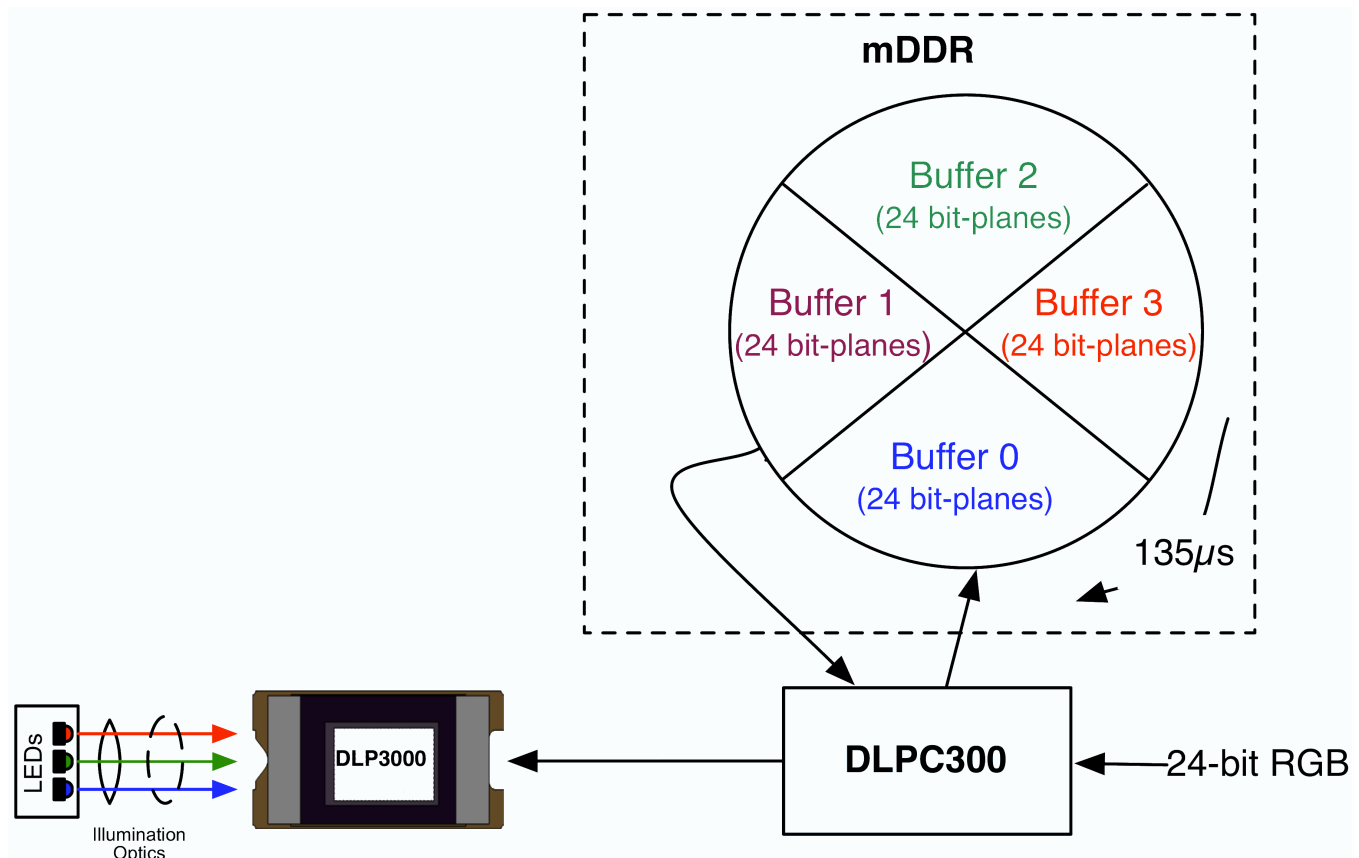 mDDR
Buffer 2
(24 bit-planes)
Buffer 1
(24 bit-planes)
Buffer 3
(24 bit-planes)
Buffer 0
(24 bit-planes)
135µs
LEDs
DLP3000
DLPC300
24-bit RGB
Illumination
Optics